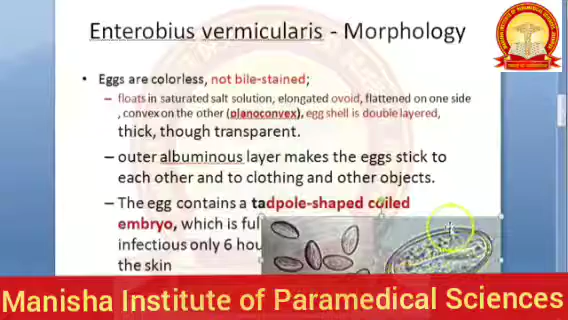 Enterobius vermicularis - Morphology
• Eggs are colorless, not bile-stained;
– floats in saturated salt solution, elongated ovoid, flattened on one side
, convex on the other (planoconvex), egg shell is double layered,
thick, though transparent.
– outer albuminous layer makes the eggs stick to
each other and to clothing and other objects.
– The egg contains a tadpole-shaped coiled
embryo, which is ful
infectious only 6 hou
the skin
Manisha Institute of Paramedical Sciences